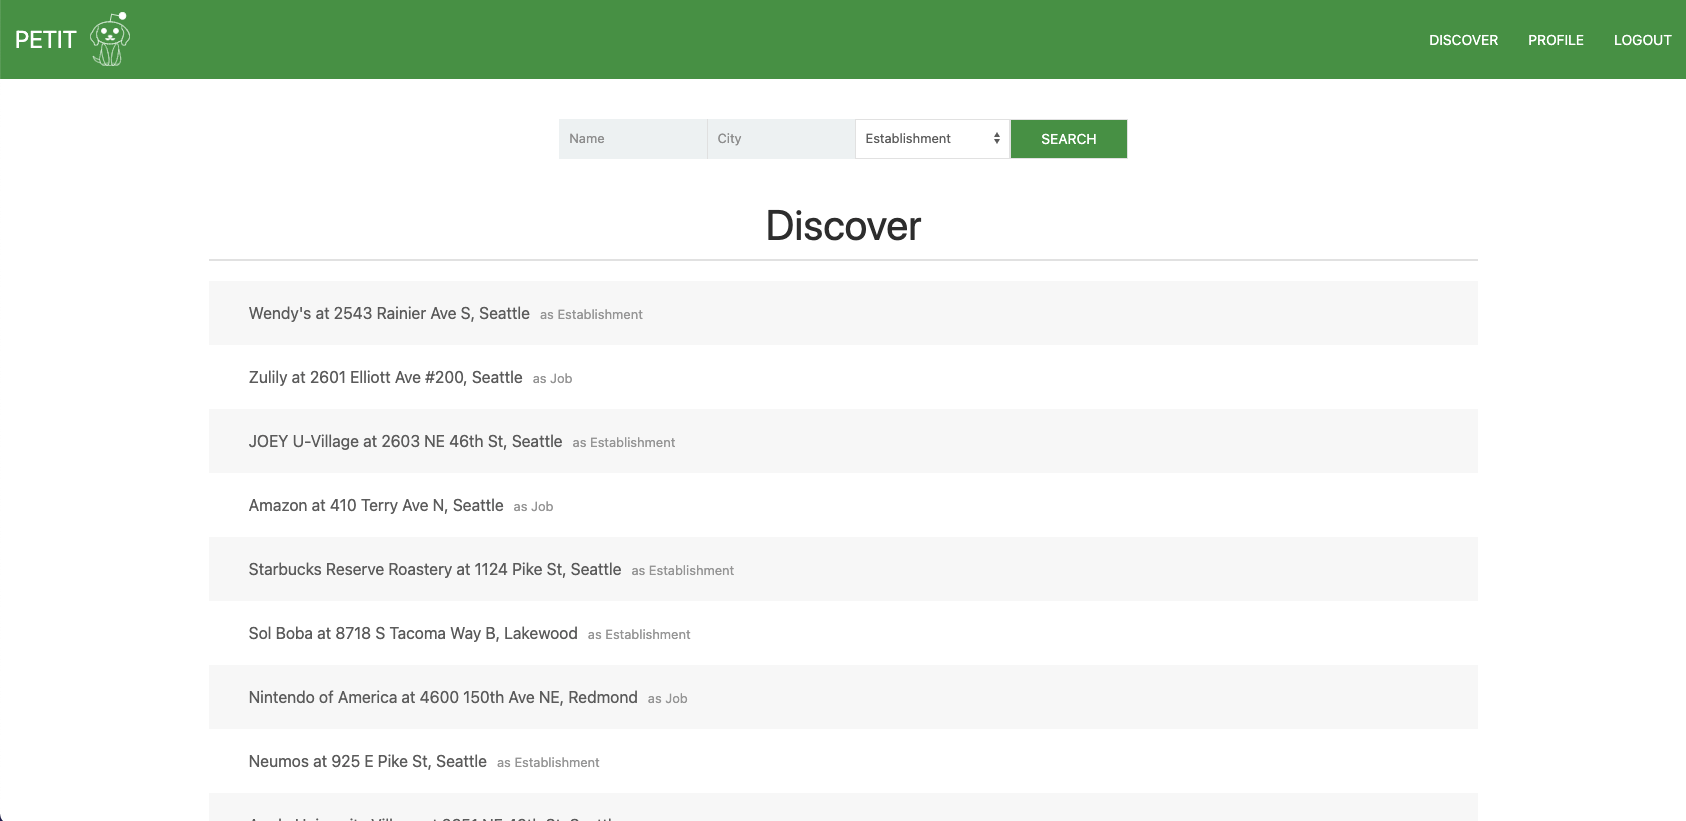 PETIT
DISCOVER PROFILE LOGOUT
Name City Establishment SEARCH
Discover
Wendy's at 2543 Rainier Ave S, Seattle as Establishment
Zulily at 2601 Elliott Ave #200, Seattle as Job
JOEY U-Village at 2603 NE 46th St, Seattle as Establishment
Amazon at 410 Terry Ave N, Seattle as Job
Starbucks Reserve Roastery at 1124 Pike St, Seattle as Establishment
Sol Boba at 8718 S Tacoma Way B, Lakewood as Establishment
Nintendo of America at 4600 150th Ave NE, Redmond as Job
Neumos at 925 E Pike St, Seattle as Establishment